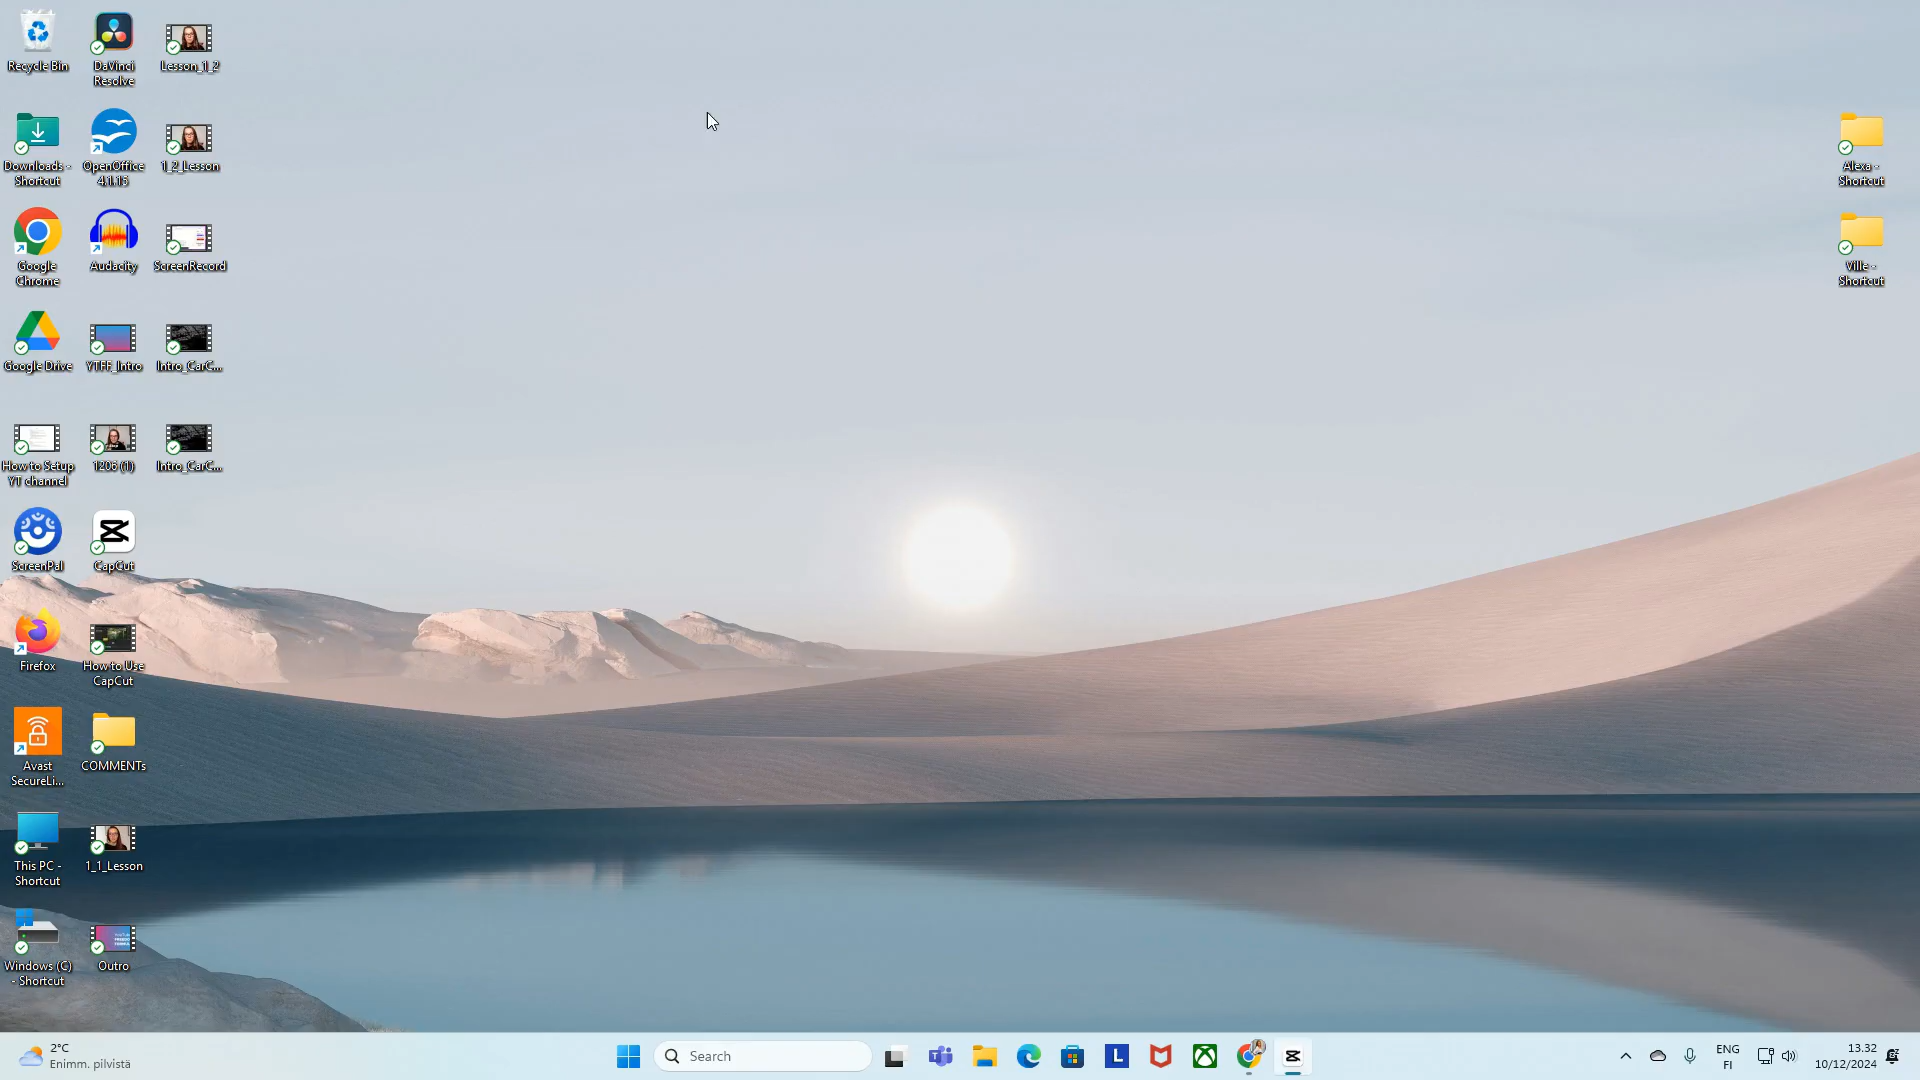 Recycle Bin
DaVinci
Resolve
Lesson_1_2
Downloads -
Shortcut
OpenOffice
4.1.15
1_2_Lesson
Google
Chrome
Audacity
ScreenRecord
Google Drive
YTFF_Intro
Intro_CarC...
How to Setup
YT channel
1206 (1)
Intro_CarC...
ScreenPal
CapCut
Firefox
How to Use
CapCut
Avast
SecureLi...
COMMENTs
This PC -
Shortcut
1_1_Lesson
Windows (C)
- Shortcut
Outro
Alexa -
Shortcut
Ville -
Shortcut
2°C
Enimm. pilvistä
Search
ENG
FI
13.32
10/12/2024